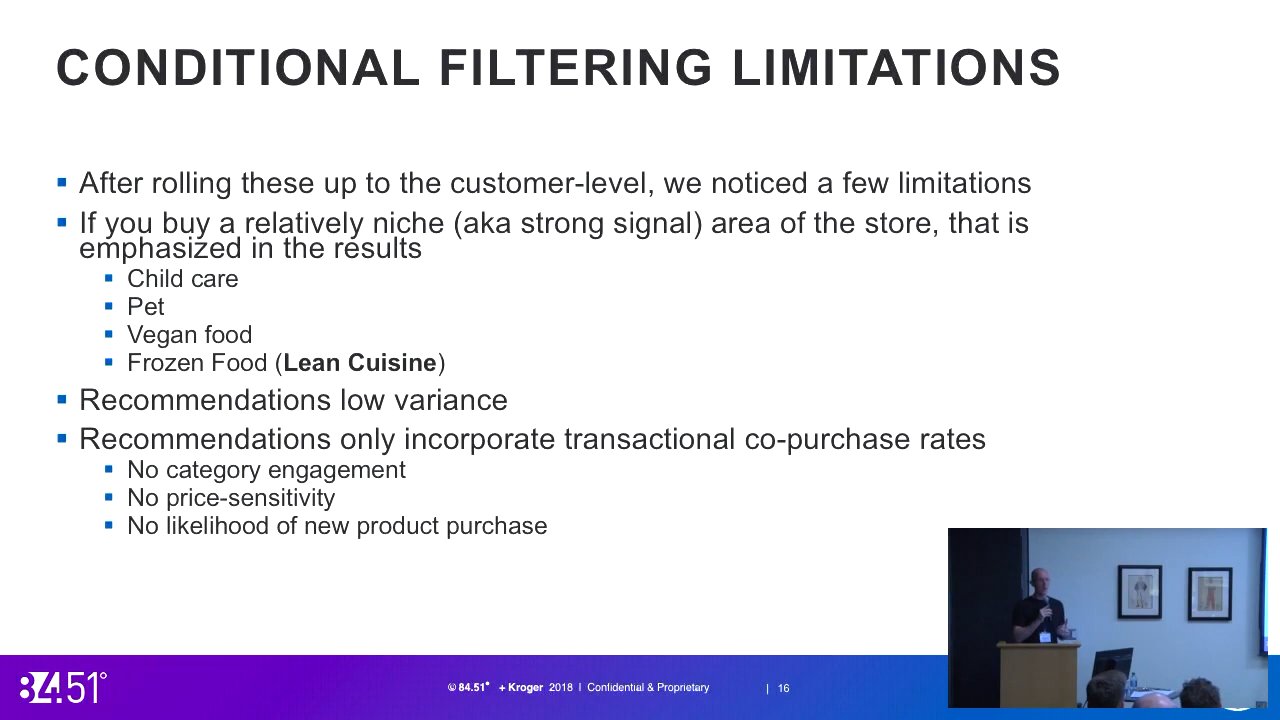 CONDITIONAL FILTERING LIMITATIONS
After rolling these up to the customer-level, we noticed a few limitations
If you buy a relatively niche (aka strong signal) area of the store, that is
emphasized in the results
Child care
Pet
Vegan food
Frozen Food (Lean Cuisine)
Recommendations low variance
Recommendations only incorporate transactional co-purchase rates
No category engagement
No price-sensitivity
No likelihood of new product purchase
84.51°
© 84.51° + Kroger 2018 | Confidential & Proprietary | 16